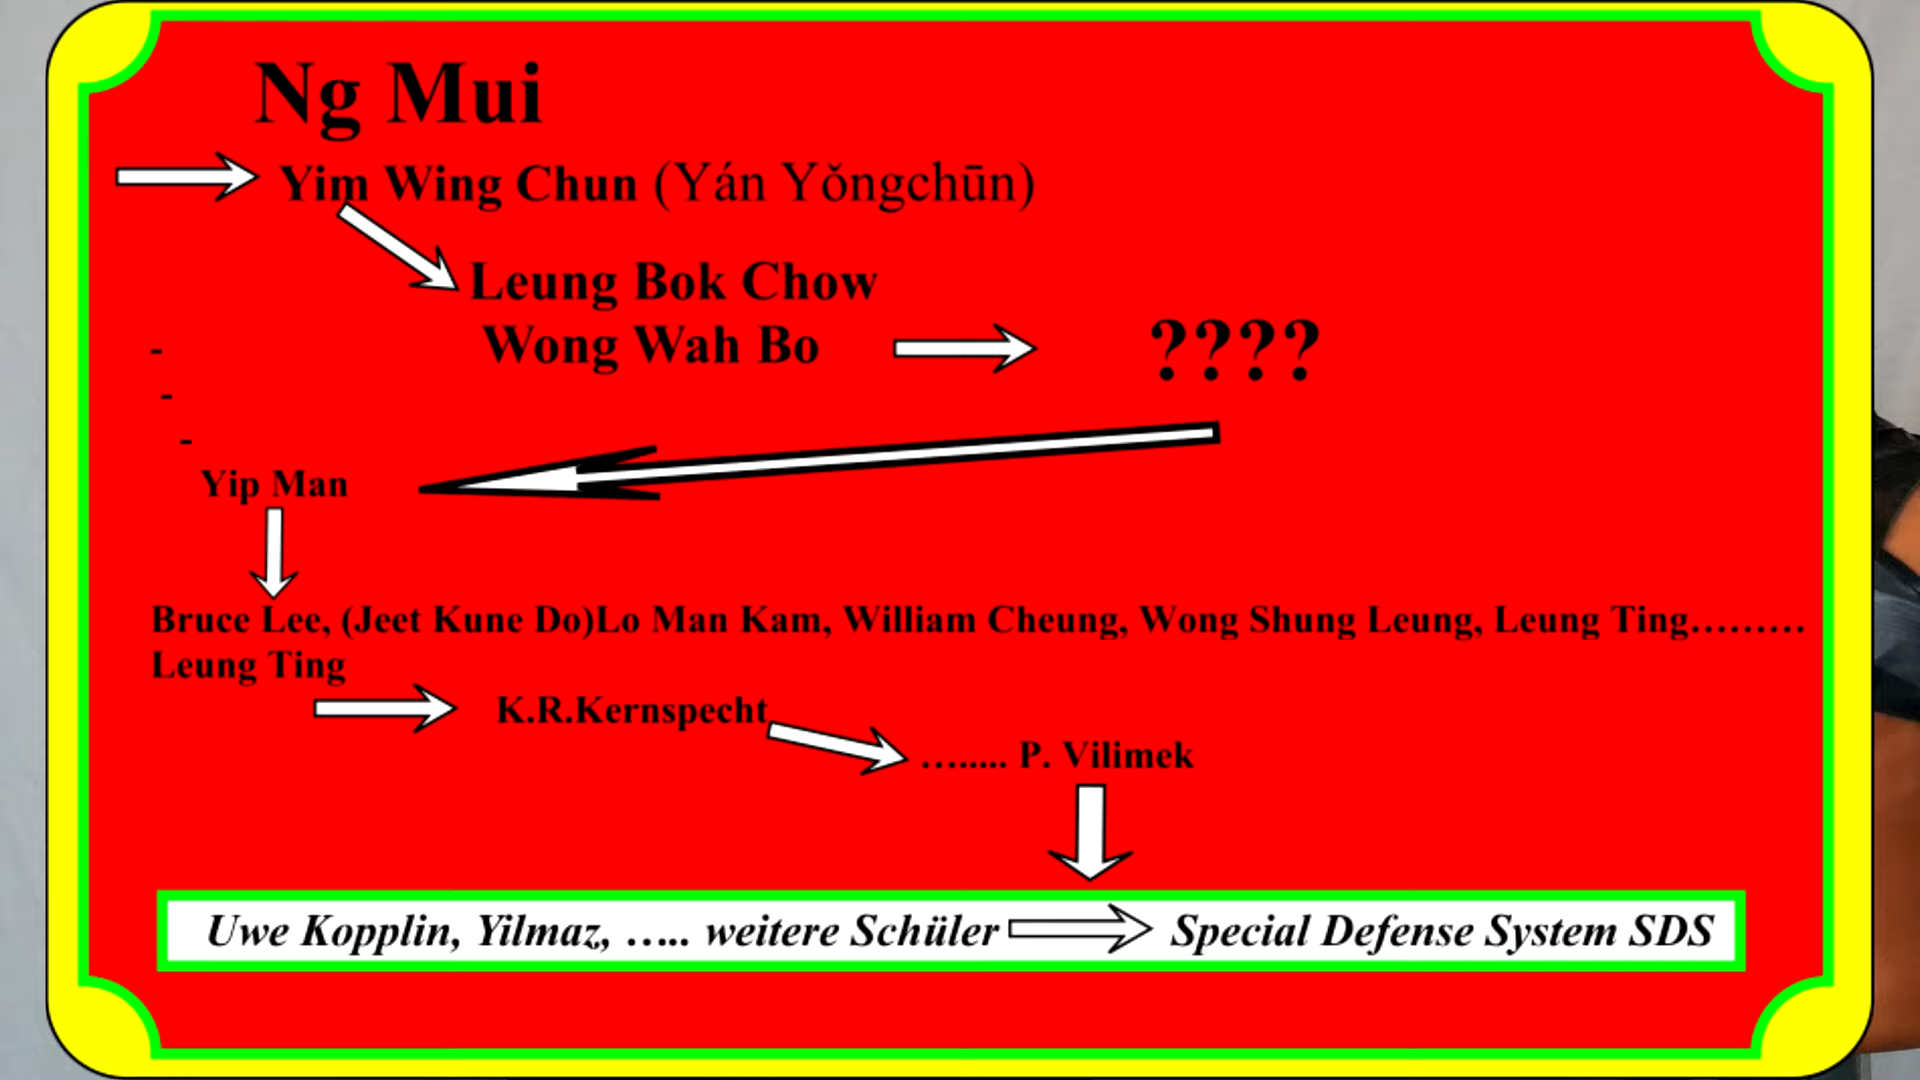 Ng Mui
Yim Wing Chun (Yán Yǒngchūn)
Leung Bok Chow
Wong Wah Bo ????
-
-
-
Yip Man
Bruce Lee, (Jeet Kune Do)Lo Man Kam, William Cheung, Wong Shung Leung, Leung Ting.........
Leung Ting
K.R.Kernspecht
…..... P. Vilimek
Uwe Kopplin, Yilmaz, ….. weitere Schüler Special Defense System SDS